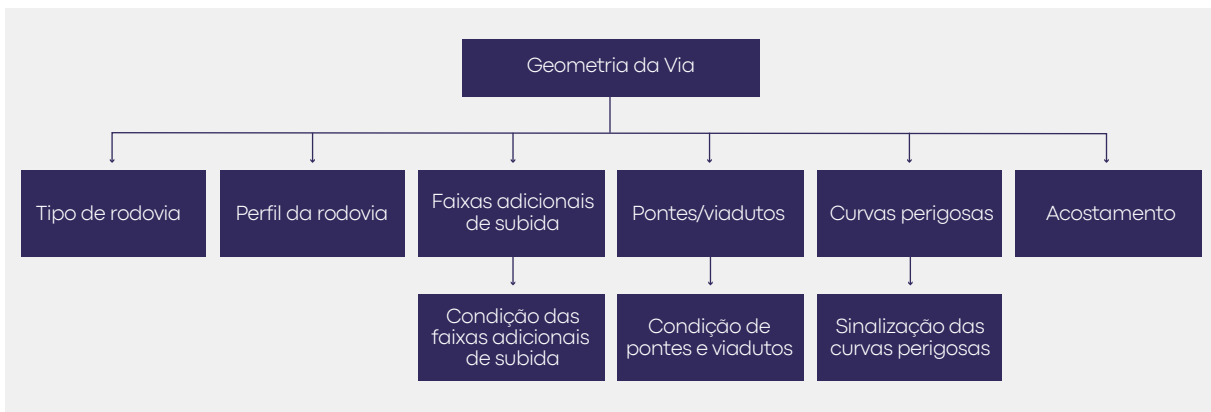 Geometria da Via
Tipo de rodovia
Perfil da rodovia
Faixas adicionais
de subida
Pontes/viadutos
Curvas perigosas
Acostamento
Condição das
faixas adicionais
de subida
Condição de
pontes e viadutos
Sinalização das
curvas perigosas